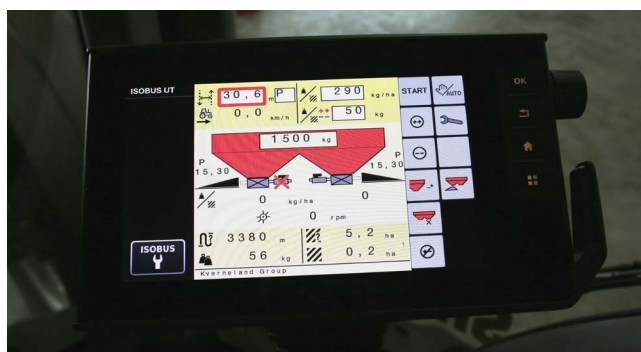 ISOBUS UT
30,6 m P 290 kg/ha
0,0 km/h 50 kg
START AUTO
1500 kg
P P
15,30 15,30
0 kg/ha 0
0 rpm
3380 m 5,2 ha
56 kg 0,2 ha
Kverneland Group
ISOBUS
OK